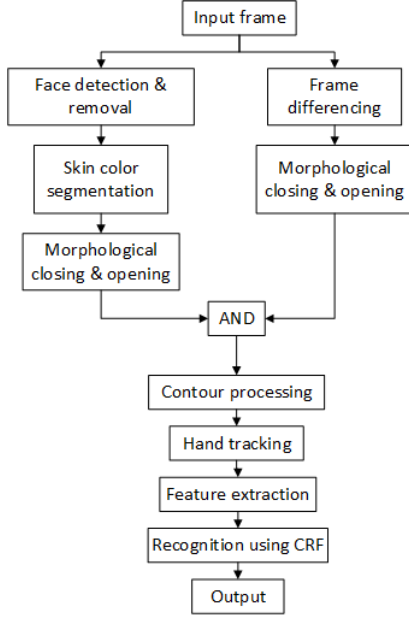 Input frame
Face detection &
removal
Frame
differencing
Skin color
segmentation
Morphological
closing & opening
Morphological
closing & opening
AND
Contour processing
Hand tracking
Feature extraction
Recognition using CRF
Output